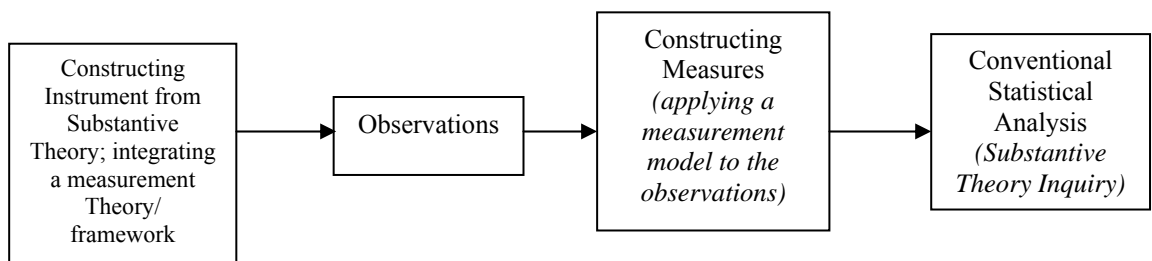 Constructing
Instrument from
Substantive
Theory; integrating
a measurement
Theory/
framework
Observations
Constructing
Measures
(applying a
measurement
model to the
observations)
Conventional
Statistical
Analysis
(Substantive
Theory Inquiry)